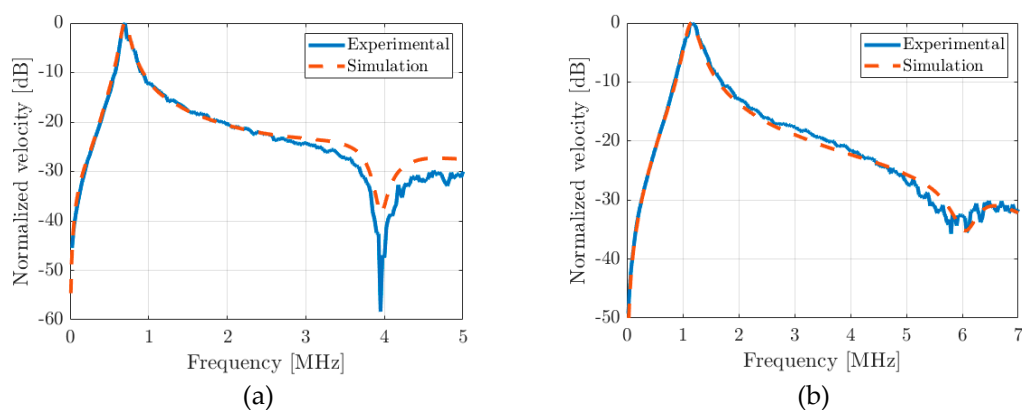 Normalized velocity [dB]
0
-10
-20
-30
-40
-50
-60
0 1 2 3 4 5
Frequency [MHz]
Experimental
Simulation
(a)
Normalized velocity [dB]
0
-10
-20
-30
-40
-50
0 1 2 3 4 5 6 7
Frequency [MHz]
Experimental
Simulation
(b)